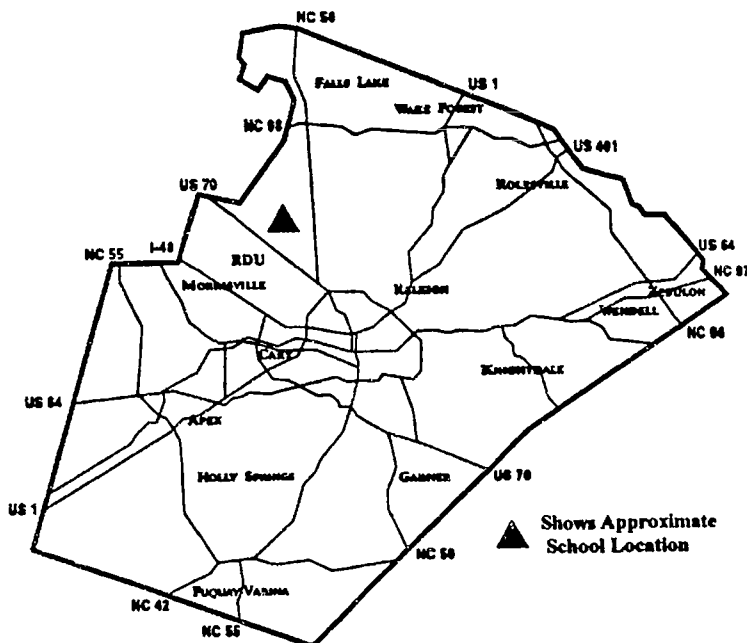 NC 50
FALLS LAKE
US 1
WAKE FOREST
NC 98
US 401
ROLESVILLE
US 70
US 64
I-40
NC 55
RDU
NC 97
MORRISVILLE
RALEIGH
ZEBULON
WENDELL
NC 96
CARY
KNIGHTDALE
US 64
APEX
HOLLY SPRINGS
GARNER
US 70
US 1
Shows Approximate
School Location
NC 50
FUQUAY-VARINA
NC 42
NC 55